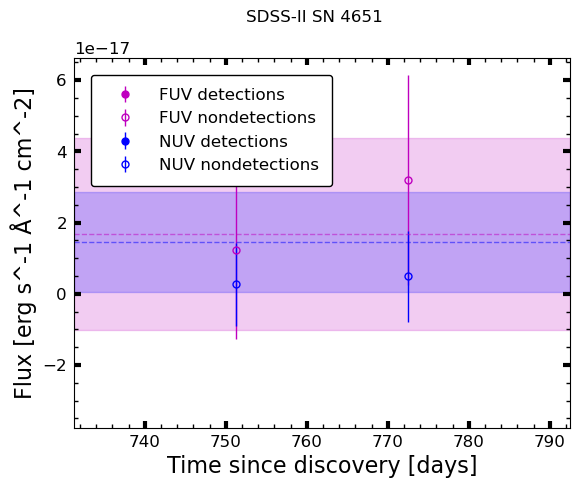 SDSS-II SN 4651
1e−17
FUV detections
FUV nondetections
NUV detections
NUV nondetections
6
4
2
0
−2
Flux [erg s^-1 Å^-1 cm^-2]
740 750 760 770 780 790
Time since discovery [days]